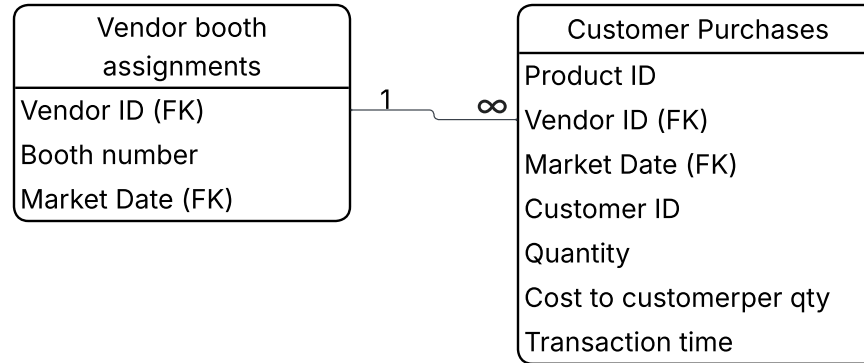 Vendor booth
assignments
Vendor ID (FK)
Booth number
Market Date (FK)
1
∞
Customer Purchases
Product ID
Vendor ID (FK)
Market Date (FK)
Customer ID
Quantity
Cost to customerper qty
Transaction time